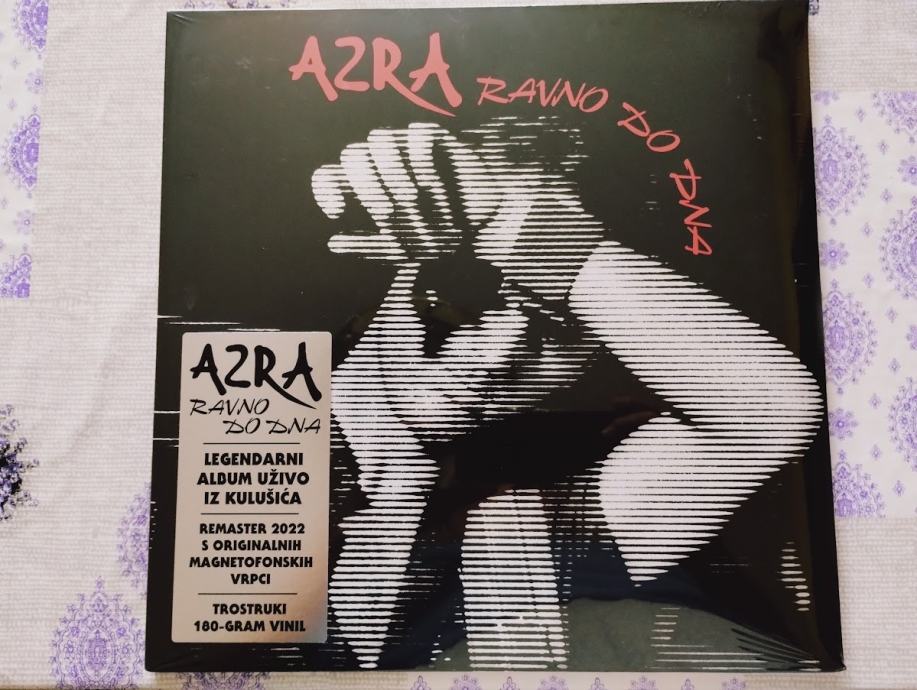 AZRA RAVNO DO DNA
AZRA
RAVNO
DO DNA
LEGENDARNI
ALBUM UŽIVO
IZ KULUŠIĆA
REMASTER 2022
S ORIGINALNIH
MAGNETOFONSKIH
VRPCI
TROSTRUKI
180-GRAM VINIL